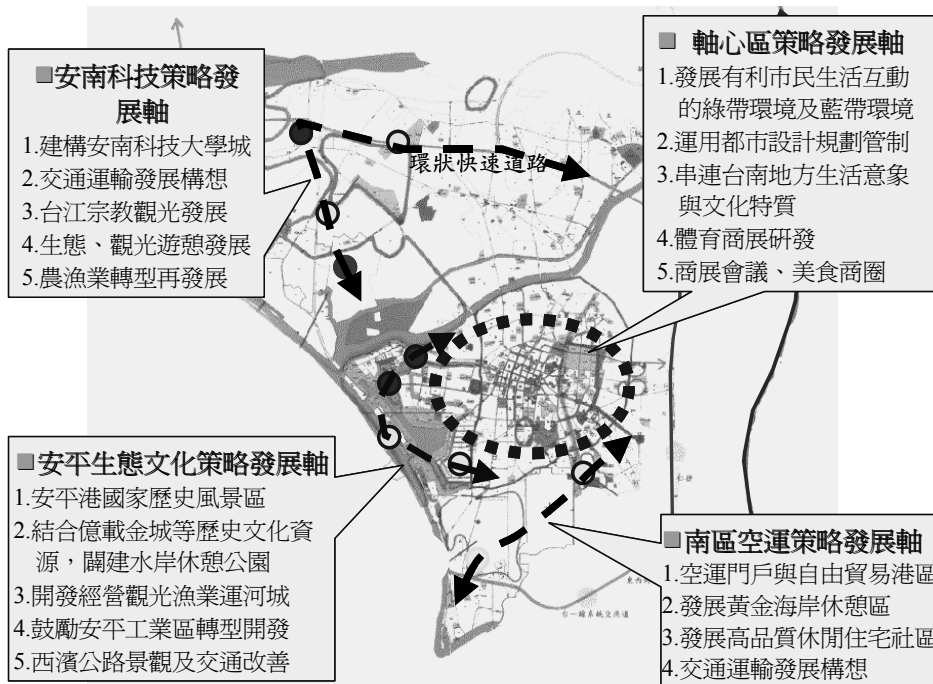 ■安南科技策略發
展軸
1.建構安南科技大學城
2.交通運輸發展構想
3.台江宗教觀光發展
4.生態、觀光遊憩發展
5.農漁業轉型再發展
■ 軸心區策略發展軸
1.發展有利市民生活互動
的綠帶環境及藍帶環境
2.運用都市設計規劃管制
3.串連台南地方生活意象
與文化特質
4.體育商展研發
5.商展會議、美食商圈
環狀快速道路
■安平生態文化策略發展軸
1.安平港國家歷史風景區
2.結合億載金城等歷史文化資
源，闢建水岸休憩公園
3.開發經營觀光漁業運河城
4.鼓勵安平工業區轉型開發
5.西濱公路景觀及交通改善
■南區空運策略發展軸
1.空運門戶與自由貿易港區
2.發展黃金海岸休憩區
3.發展高品質休閒住宅社區
4.交通運輸發展構想